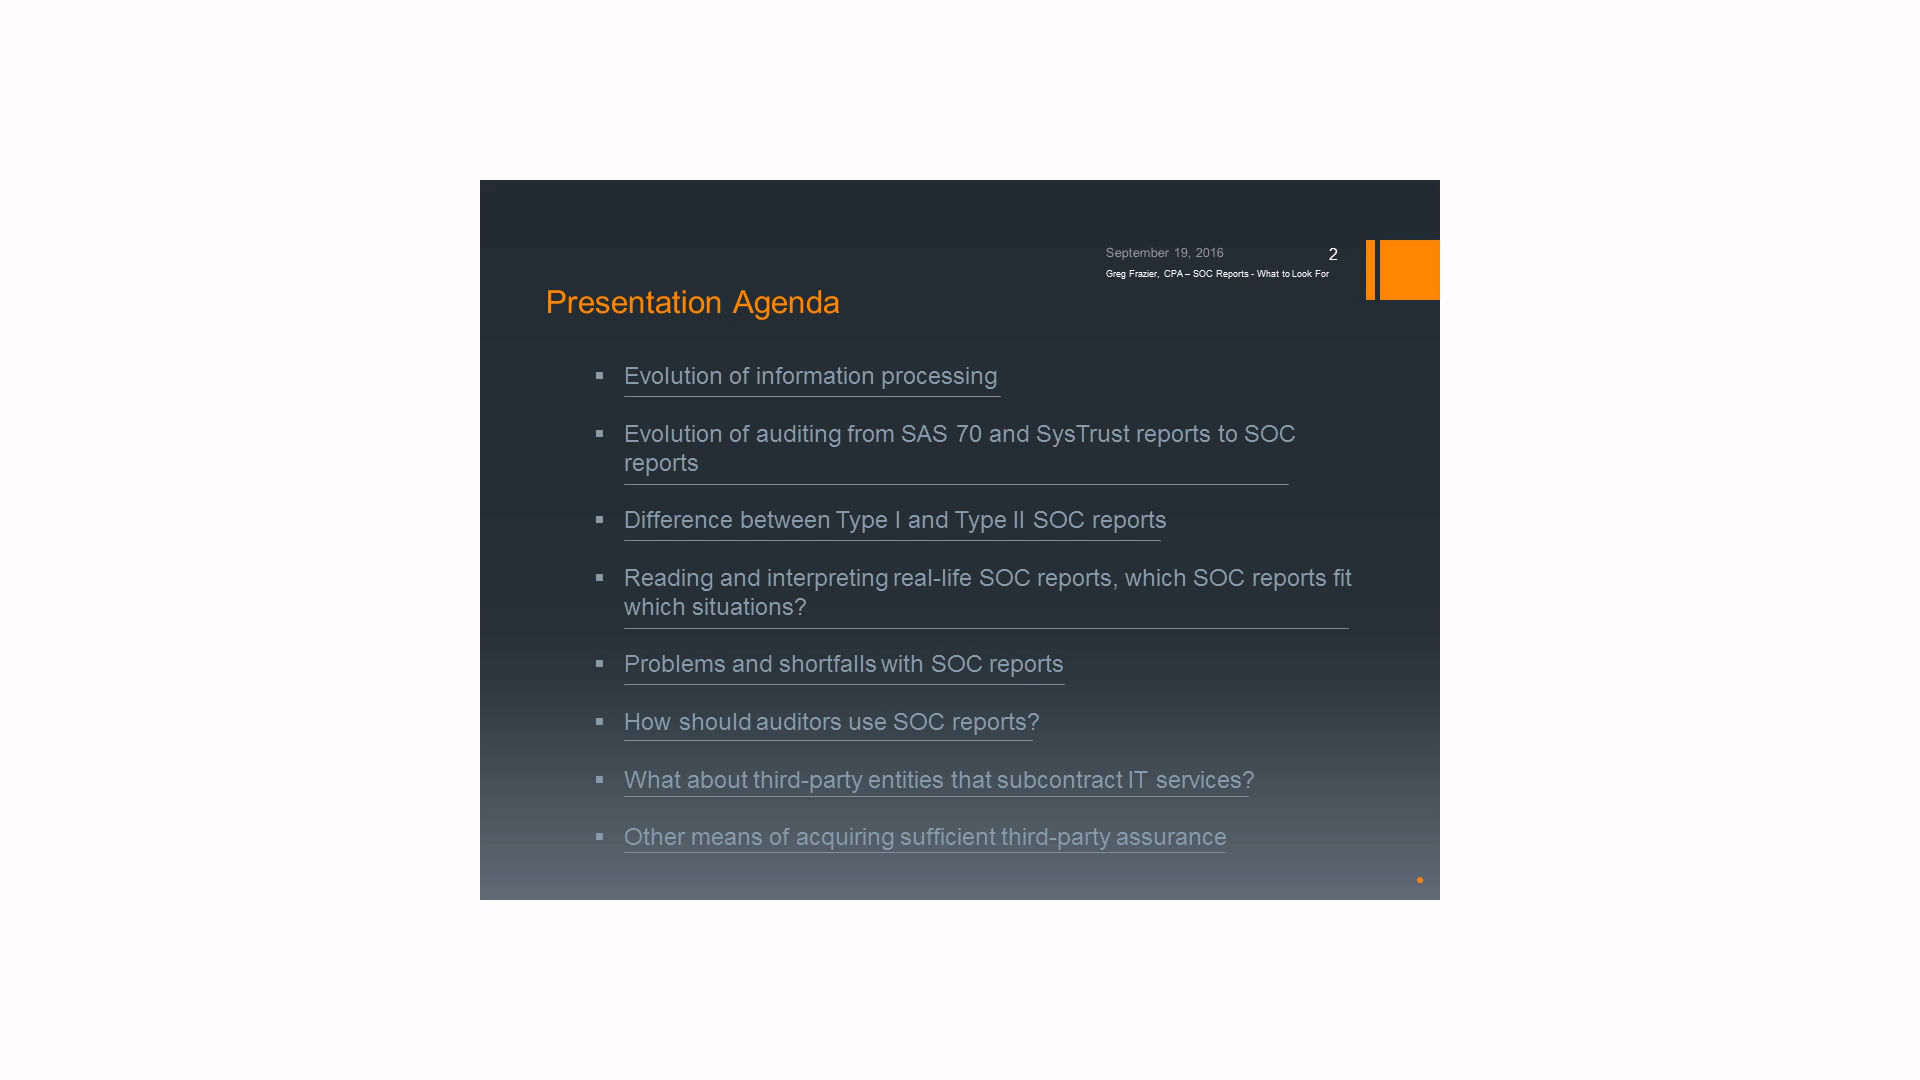 September 19, 2016
2
Greg Frazier, CPA – SOC Reports - What to Look For
Presentation Agenda
▪ Evolution of information processing
▪ Evolution of auditing from SAS 70 and SysTrust reports to SOC
reports
▪ Difference between Type I and Type II SOC reports
▪ Reading and interpreting real-life SOC reports, which SOC reports fit
which situations?
▪ Problems and shortfalls with SOC reports
▪ How should auditors use SOC reports?
▪ What about third-party entities that subcontract IT services?
▪ Other means of acquiring sufficient third-party assurance